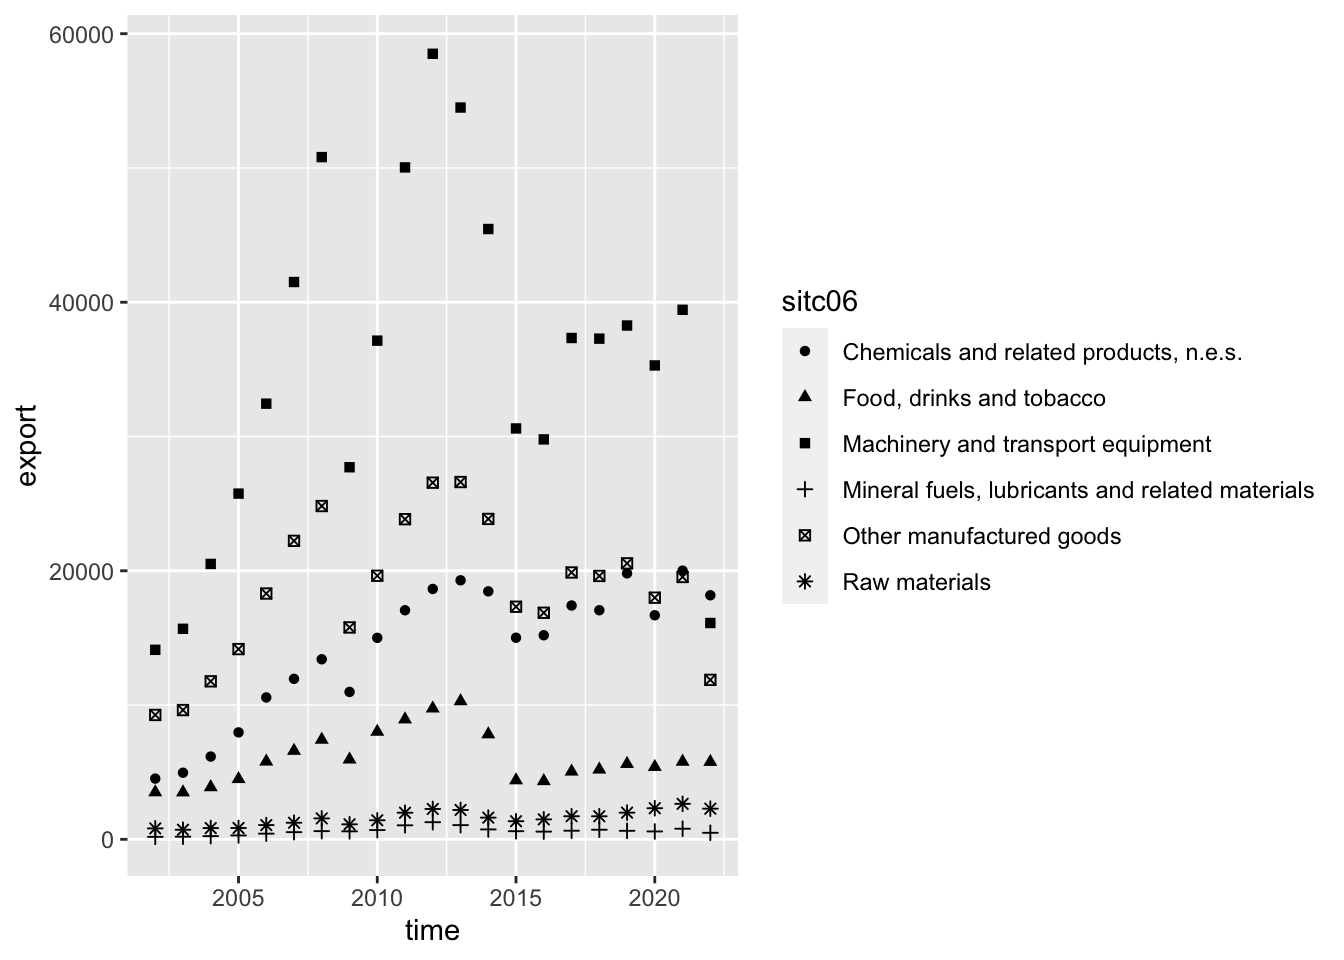 60000
40000
20000
0
export
2005 2010 2015 2020
time
sitc06
Chemicals and related products, n.e.s.
Food, drinks and tobacco
Machinery and transport equipment
Mineral fuels, lubricants and related materials
Other manufactured goods
Raw materials